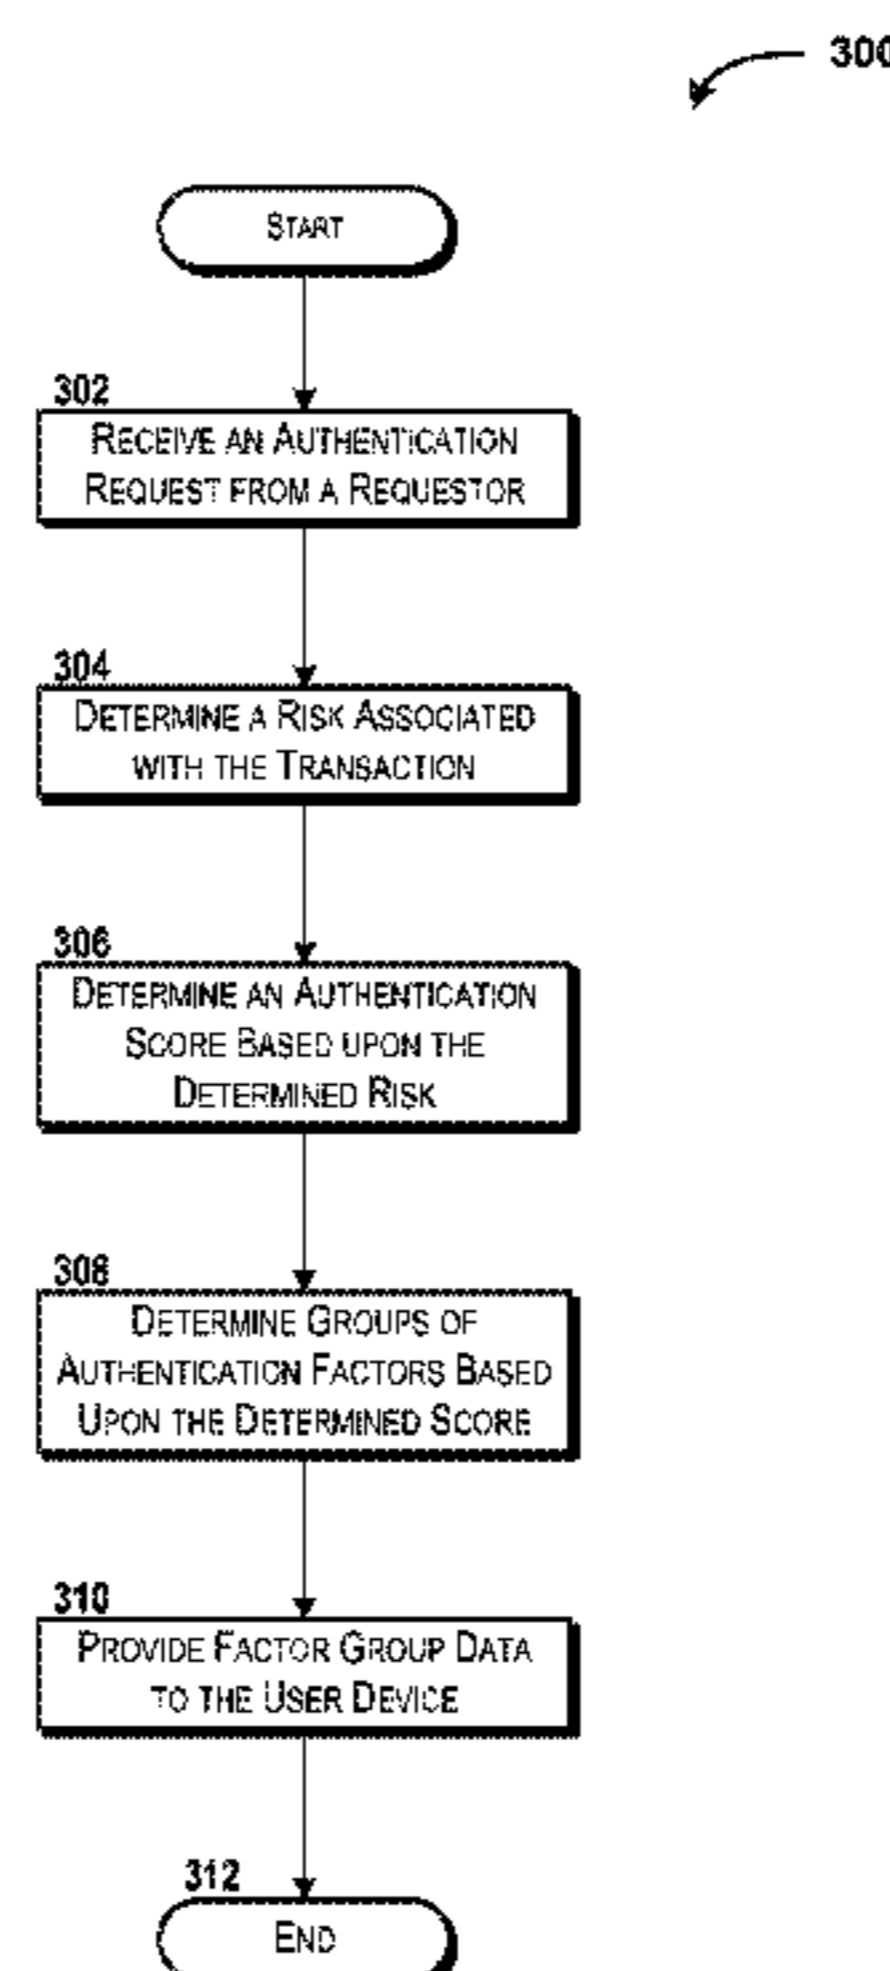 300
START
302
RECEIVE AN AUTHENTICATION
REQUEST FROM A REQUESTOR
304
DETERMINE A RISK ASSOCIATED
WITH THE TRANSACTION
306
DETERMINE AN AUTHENTICATION
SCORE BASED UPON THE
DETERMINED RISK
308
DETERMINE GROUPS OF
AUTHENTICATION FACTORS BASED
UPON THE DETERMINED SCORE
310
PROVIDE FACTOR GROUP DATA
TO THE USER DEVICE
312
END